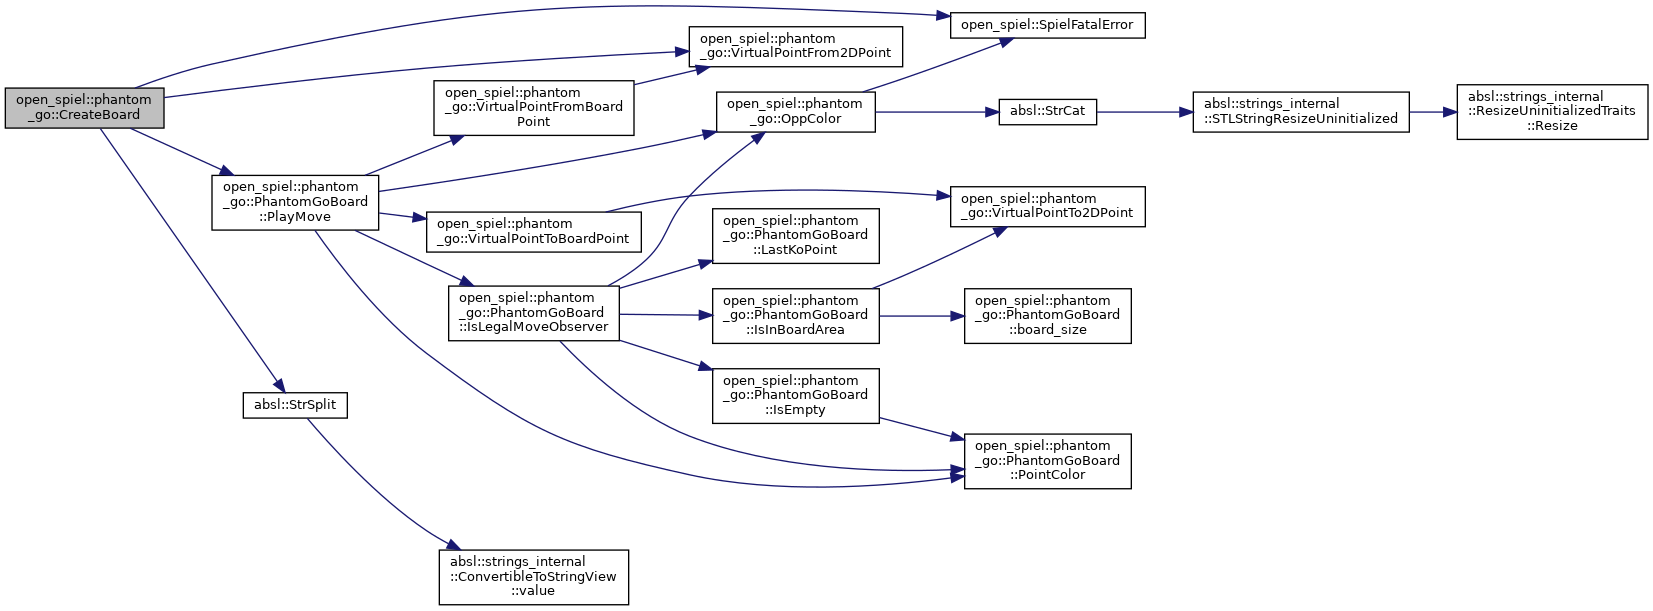 open_spiel::phantom
_go::CreateBoard
open_spiel::SpielFatalError
open_spiel::phantom
_go::VirtualPointFrom2DPoint
open_spiel::phantom
_go::VirtualPointFromBoard
Point
open_spiel::phantom
_go::OppColor
absl::StrCat
absl::strings_internal
::STLStringResizeUninitialized
absl::strings_internal
::ResizeUninitializedTraits
::Resize
open_spiel::phantom
_go::PhantomGoBoard
::PlayMove
open_spiel::phantom
_go::VirtualPointToBoardPoint
open_spiel::phantom
_go::VirtualPointTo2DPoint
open_spiel::phantom
_go::PhantomGoBoard
::LastKoPoint
open_spiel::phantom
_go::PhantomGoBoard
::IsLegalMoveObserver
open_spiel::phantom
_go::PhantomGoBoard
::IsInBoardArea
open_spiel::phantom
_go::PhantomGoBoard
::board_size
open_spiel::phantom
_go::PhantomGoBoard
::IsEmpty
absl::StrSplit
open_spiel::phantom
_go::PhantomGoBoard
::PointColor
absl::strings_internal
::ConvertibleToStringView
::value